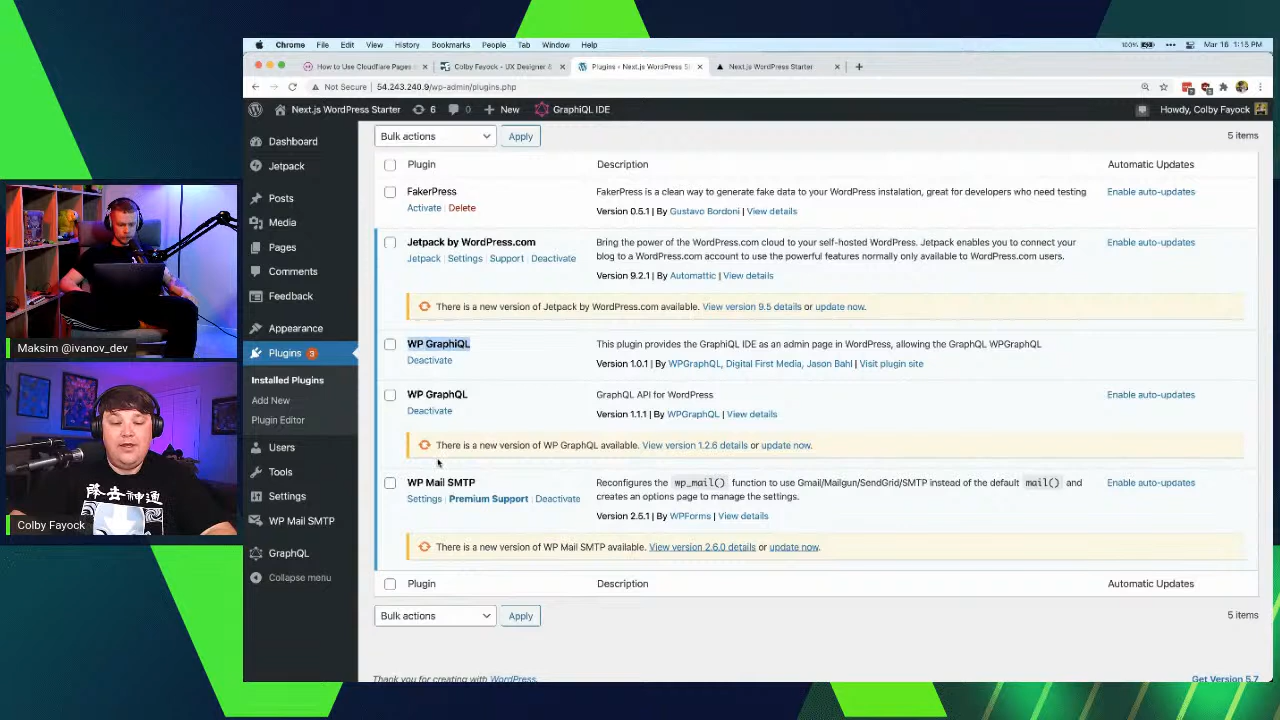 Chrome File Edit View History Bookmarks People Tab Window Help
100% Mar 16 1:15 PM
How to Use CloudFlare Pages
Colby Fayock - UX Designer &
Plugins ‹ Next.js WordPress St
Next.js WordPress Starter
Not Secure | 54.243.240.9/wp-admin/plugins.php
Next.js WordPress Starter 6 0 New GraphiQL IDE
Howdy, Colby Fayock
Dashboard
Jetpack
Posts
Media
Pages
Comments
Feedback
Appearance
Plugins 3
Installed Plugins
Add New
Plugin Editor
Users
Tools
Settings
WP Mail SMTP
GraphQL
Collapse menu
Bulk actions Apply 5 items
Plugin Description Automatic Updates
FakerPress FakerPress is a clean way to generate fake data to your WordPress instalation, great for developers who need testing Enable auto-updates
Activate | Delete Version 0.5.1 | By Gustavo Bordoni | View details
Jetpack by WordPress.com Bring the power of the WordPress.com cloud to your self-hosted WordPress. Jetpack enables you to connect your Enable auto-updates
Jetpack | Settings | Support | Deactivate blog to a WordPress.com account to use the powerful features normally only available to WordPress.com users.
Version 9.2.1 | By Automattic | View details
There is a new version of Jetpack by WordPress.com available. View version 9.5 details or update now.
WP GraphiQL This plugin provides the GraphiQL IDE as an admin page in WordPress, allowing the GraphQL WPGraphQL
Deactivate Version 1.0.1 | By WPGraphQL, Digital First Media, Jason Bahl | Visit plugin site
WP GraphQL GraphQL API for WordPress Enable auto-updates
Deactivate Version 1.1.1 | By WPGraphQL | View details
There is a new version of WP GraphQL available. View version 1.2.6 details or update now.
WP Mail SMTP Reconfigures the wp_mail() function to use Gmail/Mailgun/SendGrid/SMTP instead of the default mail() and Enable auto-updates
Settings | Premium Support | Deactivate creates an options page to manage the settings.
Version 2.5.1 | By WPForms | View details
There is a new version of WP Mail SMTP available. View version 2.6.0 details or update now.
Plugin Description Automatic Updates
Bulk actions Apply 5 items
Thank you for creating with WordPress. Get Version 5.7
Maksim @ivanov_dev
Colby Fayock
降去神通